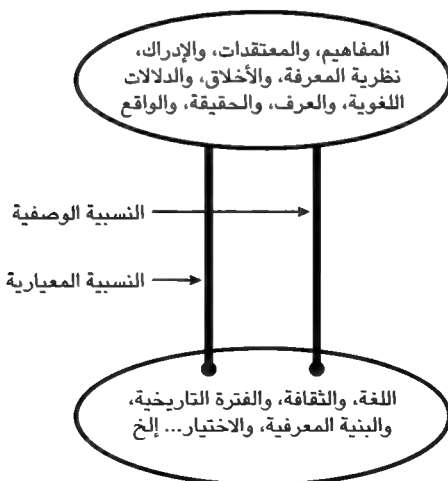 المفاهيم، والمعتقدات، والإدراك،
نظرية المعرفة، والأخلاق، والدلالات
اللغوية، والعرف، والحقيقة، والواقع
النسبية الوصفية
النسبية المعيارية
اللغة، والثقافة، والفترة التاريخية،
والبنية المعرفية، والاختيار... إلخ